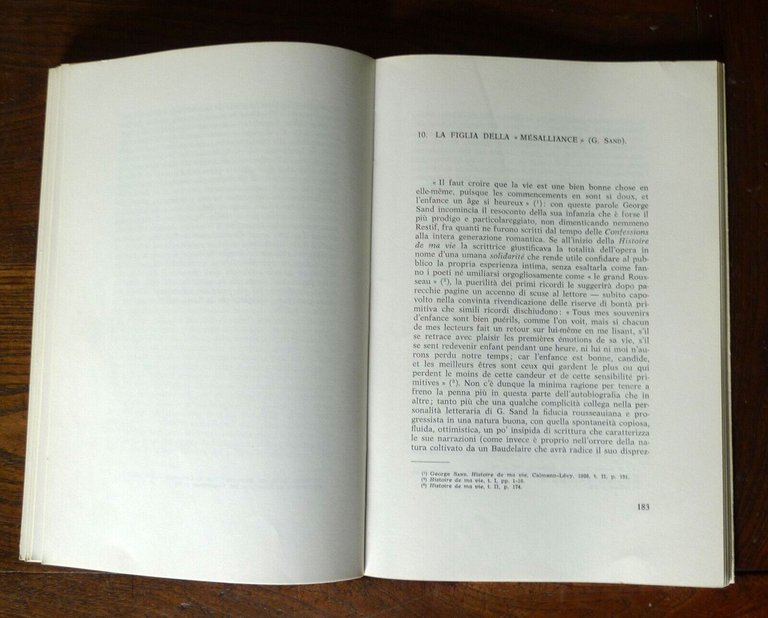 10. LA FIGLIA DELLA « MÉSALLIANCE » (G. SAND).
« Il faut croire que la vie est une bien bonne chose en
elle-même, puisque les commencements en sont si doux, et
l'enfance un âge si heureux » (¹): con queste parole George
Sand incomincia il resoconto della sua infanzia che è forse il
più prodigo e particolareggiato, non dimenticando nemmeno
Restif, fra quanti ne furono scritti dal tempo delle Confessions
alla intera generazione romantica. Se all'inizio della Histoire
de ma vie la scrittrice giustificava la totalità dell'opera in
nome d'una umana solidarité che rende utile confidare al pub-
blico la propria esperienza intima, senza esaltarla come fan-
no i poeti né umiliarsi orgogliosamente come « le grand Rous-
seau » (²), la puerilità dei primi ricordi le suggerirà dopo pa-
recchie pagine un accenno di scuse al lettore — subito capo-
volto nella convinta rivendicazione delle riserve di bontà pri-
mitiva che simili ricordi dischiudono: « Tous mes souvenirs
d'enfance sont bien puérils, comme l'on voit, mais si chacun
de mes lecteurs fait un retour sur lui-même en me lisant, s'il
se retrace avec plaisir les premières émotions de sa vie, s'il
se sent redevenir enfant pendant une heure, ni lui ni moi n'au-
rons perdu notre temps; car l'enfance est bonne, candide,
et les meilleurs êtres sont ceux qui gardent le plus ou qui
perdent le moins de cette candeur et de cette sensibilité pri-
mitives » (³). Non c'è dunque la minima ragione per tenere a
freno la penna più in questa parte dell'autobiografia che in
altre; tanto più che una qualche complicità collega nella per-
sonalità letteraria di G. Sand la fiducia rousseauiana e pro-
gressista in una natura buona, con quella spontaneità copiosa,
fluida, ottimistica, un po' insipida di scrittura che caratterizza
le sue narrazioni (come invece è proprio nell'orrore della na-
tura coltivato da un Baudelaire che avrà radice il suo disprez-
(¹) George SAND, Histoire de ma vie, Calmann-Lévy, 1928, t. II, p. 151.
(²) Histoire de ma vie, t. I, pp. 1-10.
(³) Histoire de ma vie, t. II, p. 174.
183